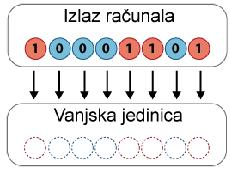 Izlaz računala
1 0 0 0 1 1 0 1
Vanjska jedinica